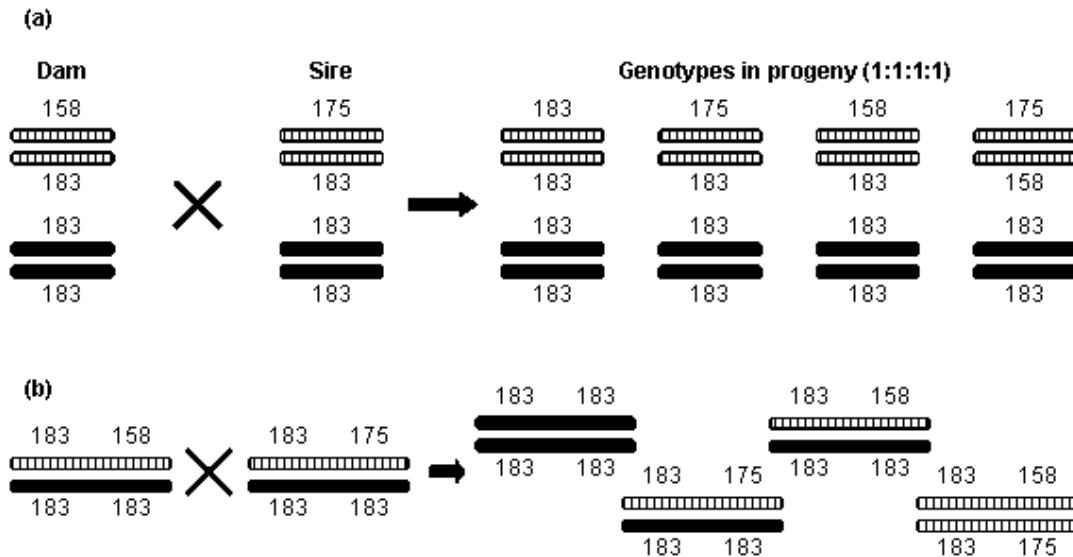 (a)
Dam Sire Genotypes in progeny (1:1:1:1)
158 175 183 175 158 175
183 183 183 183 183 158
183 183 183 183 183 183
183 183 183 183 183 183
(b)
183 183 183 158
183 158 183 175
183 183 183 183
183 175 183 158
183 183 183 183
183 183 183 175